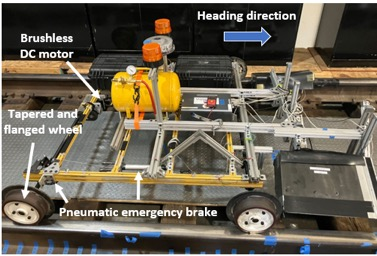 Heading direction
Brushless
DC motor
Tapered and
flanged wheel
Pneumatic emergency brake